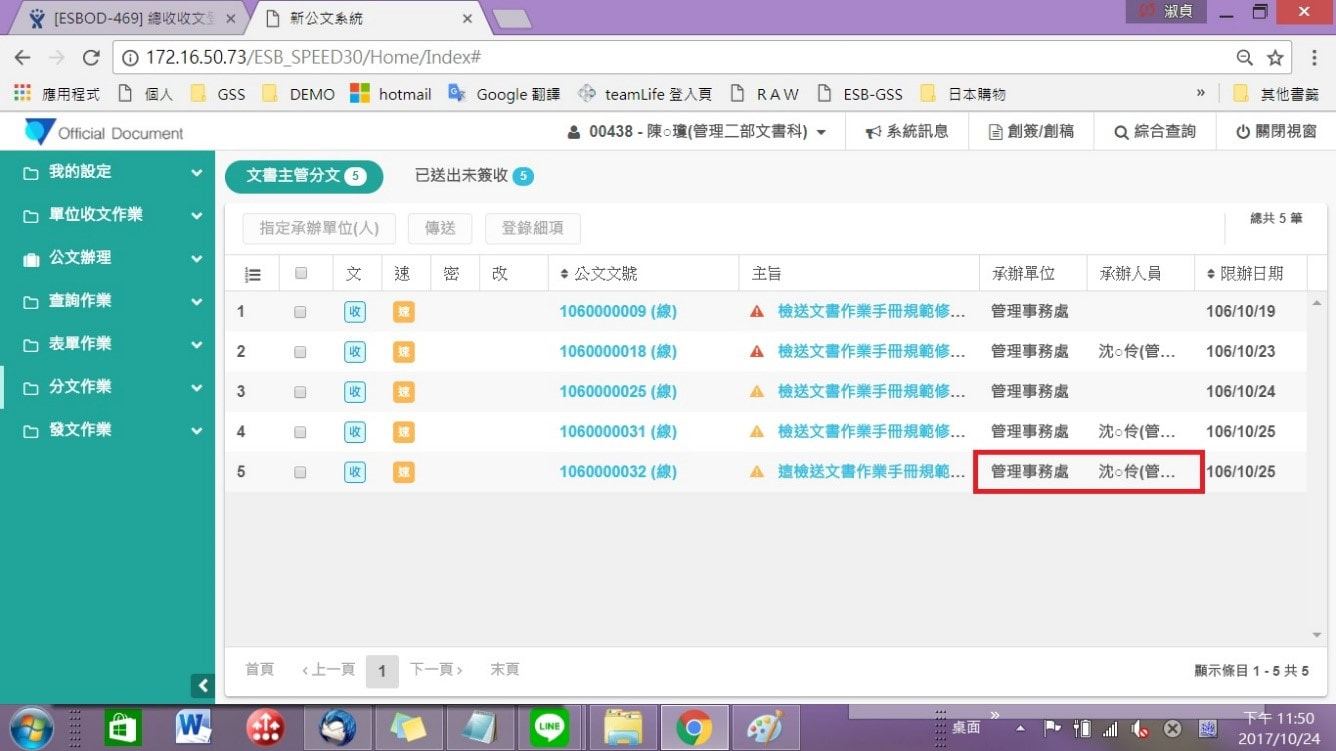 [ESBOD-469] 總收收文
新公文系統
淑貞
172.16.50.73/ESB_SPEED30/Home/Index#
應用程式 個人 GSS DEMO hotmail Google 翻譯 teamLife 登入頁 R A W ESB-GSS 日本購物 » 其他書籤
Official Document 00438 - 陳○瓊(管理二部文書科) 系統訊息 創簽/創稿 綜合查詢 關閉視窗
我的設定
單位收文作業
公文辦理
查詢作業
表單作業
分文作業
發文作業
文書主管分文 5 已送出未簽收 5
指定承辦單位(人) 傳送 登錄細項 總共 5 筆
文 速 密 改 公文文號 主旨 承辦單位 承辦人員 限辦日期
1 收 速 1060000009 (線) 檢送文書作業手冊規範修... 管理事務處 106/10/19
2 收 速 1060000018 (線) 檢送文書作業手冊規範修... 管理事務處 沈○伶(管... 106/10/23
3 收 速 1060000025 (線) 檢送文書作業手冊規範修... 管理事務處 106/10/24
4 收 速 1060000031 (線) 檢送文書作業手冊規範修... 管理事務處 沈○伶(管... 106/10/25
5 收 速 1060000032 (線) 這檢送文書作業手冊規範... 管理事務處 沈○伶(管... 106/10/25
首頁 ‹ 上一頁 1 下一頁 › 末頁 顯示條目 1 - 5 共 5
LINE
桌面 »
下午 11:50
2017/10/24